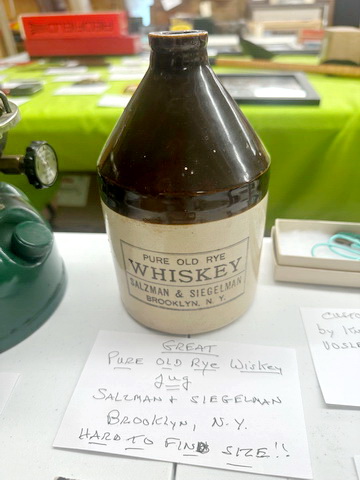 PURE OLD RYE
WHISKEY
SALZMAN & SIEGELMAN
BROOKLYN, N.Y.
GREAT
PURE OLD Rye Wiskey
Jug
SALZMAN & SIEGELMAN
Brooklyn, N.Y.
HARD TO FIND SIZE!!